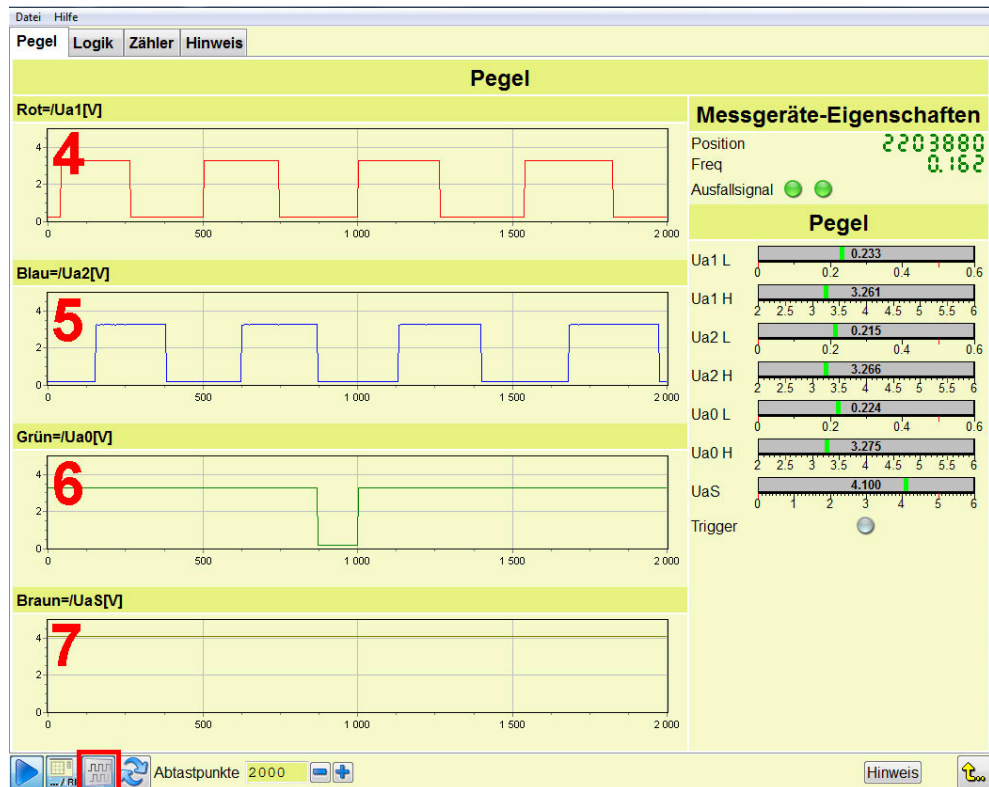 Datei Hilfe
Pegel Logik Zähler Hinweis
Pegel
Rot=/Ua1[V]
4
4
2
0
0 500 1 000 1 500 2 000
Blau=/Ua2[V]
5
4
2
0
0 500 1 000 1 500 2 000
Grün=/Ua0[V]
6
4
2
0
0 500 1 000 1 500 2 000
Braun=/UaS[V]
7
4
2
0
0 500 1 000 1 500 2 000
Messgeräte-Eigenschaften
Position 2203880
Freq 0.162
Ausfallsignal
Pegel
Ua1 L 0.233
0 0.2 0.4 0.6
Ua1 H 3.261
2 2.5 3 3.5 4 4.5 5 5.5 6
Ua2 L 0.215
0 0.2 0.4 0.6
Ua2 H 3.266
2 2.5 3 3.5 4 4.5 5 5.5 6
Ua0 L 0.224
0 0.2 0.4 0.6
Ua0 H 3.275
2 2.5 3 3.5 4 4.5 5 5.5 6
UaS 4.100
0 1 2 3 4 5 6
Trigger
Abtastpunkte 2000
Hinweis